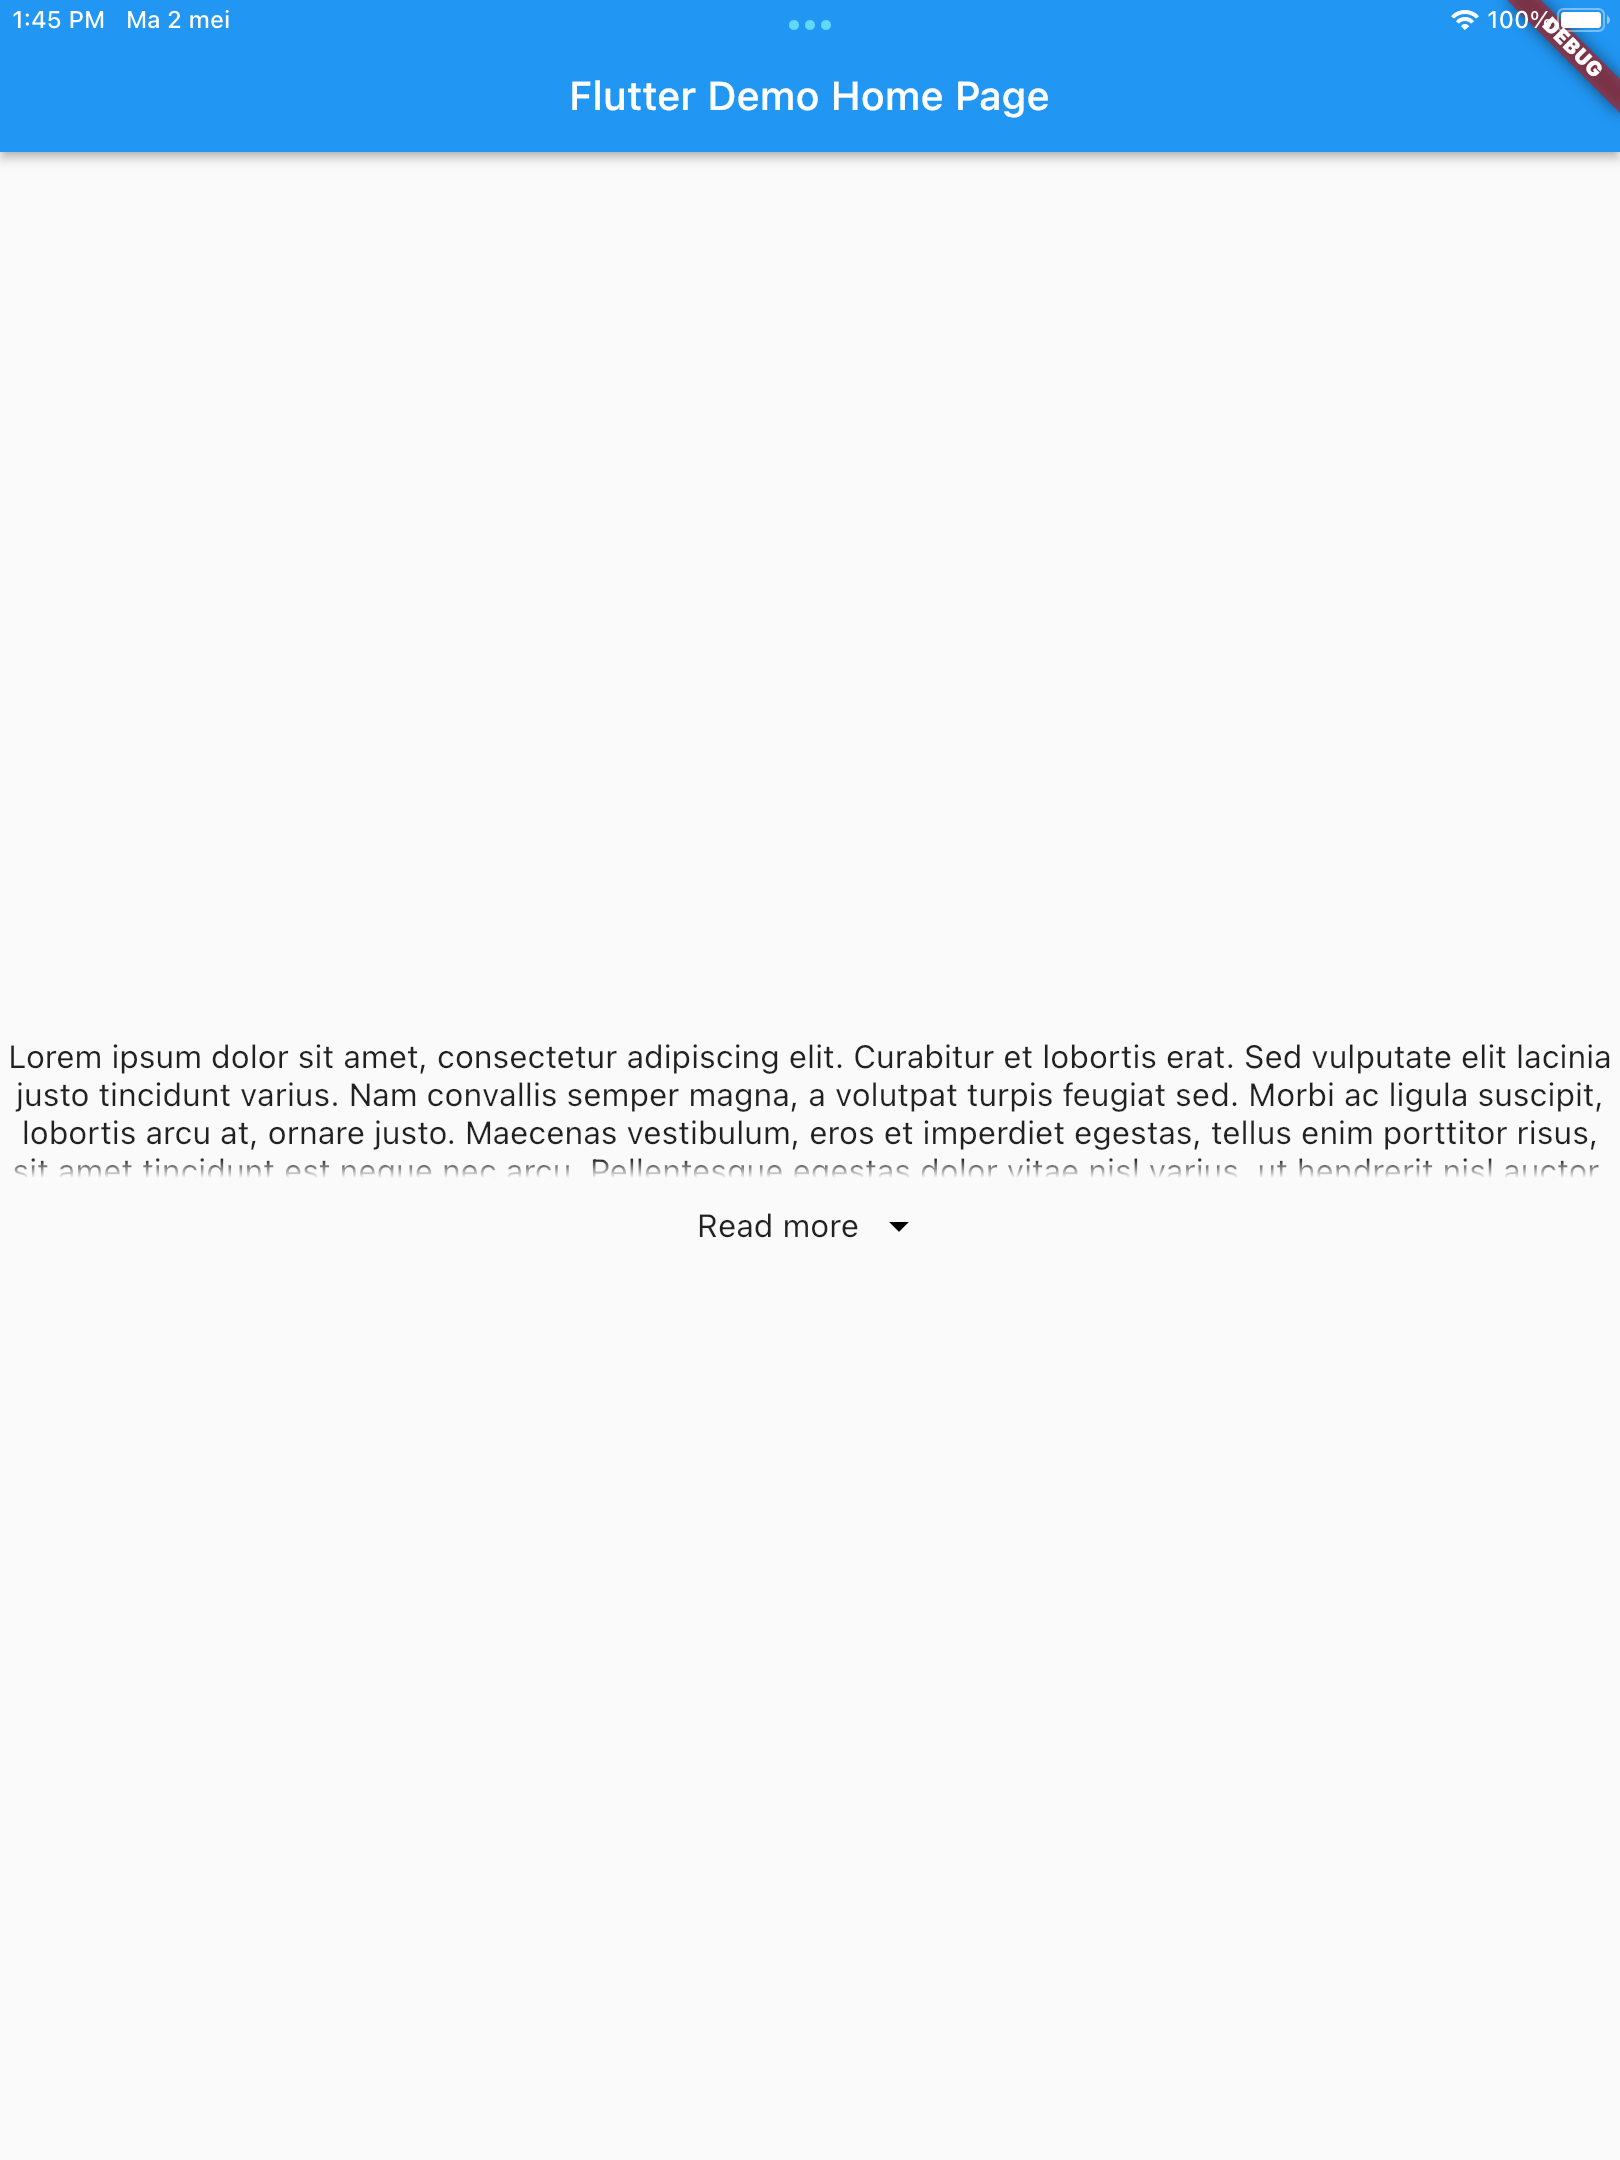 1:45 PM Ma 2 mei
100%
DEBUG
Flutter Demo Home Page
Lorem ipsum dolor sit amet, consectetur adipiscing elit. Curabitur et lobortis erat. Sed vulputate elit lacinia
justo tincidunt varius. Nam convallis semper magna, a volutpat turpis feugiat sed. Morbi ac ligula suscipit,
lobortis arcu at, ornare justo. Maecenas vestibulum, eros et imperdiet egestas, tellus enim porttitor risus,
sit amet tincidunt est neque nec arcu. Pellentesque egestas dolor vitae nisl varius, ut hendrerit nisl auctor
Read more